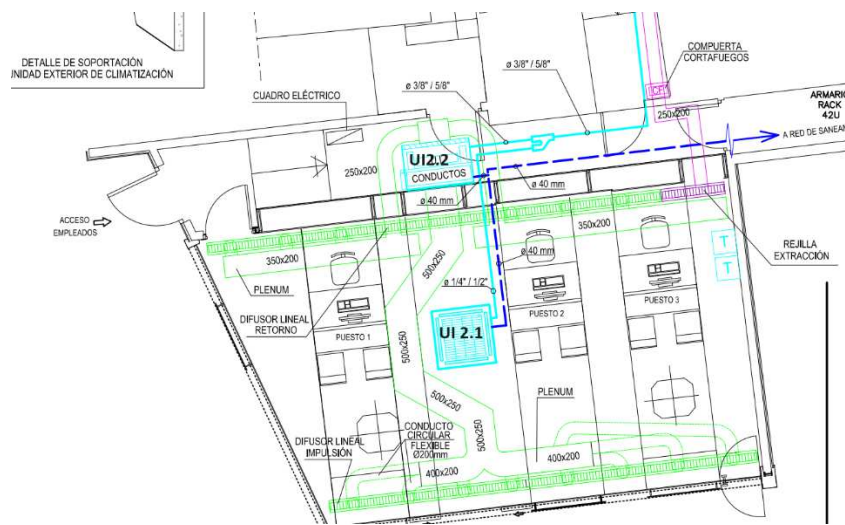 DETALLE DE SOPORTACIÓN
UNIDAD EXTERIOR DE CLIMATIZACIÓN
ø 3/8" / 5/8"
ø 3/8" / 5/8"
COMPUERTA
CORTAFUEGOS
CUADRO ELÉCTRICO
CF
250x200
ARMARIO
RACK
42U
A RED DE SANEAM
UI2.2
CONDUCTOS
250x200
ø 40 mm
ø 40 mm
ACCESO
EMPLEADOS
350x200
350x200
REJILLA
EXTRACCIÓN
ø 40 mm
500x250
PLENUM
ø 1/4" / 1/2"
T
T
DIFUSOR LINEAL
RETORNO
PUESTO 1
UI 2.1
PUESTO 2
PUESTO 3
500x250
500x250
PLENUM
500x250
CONDUCTO
CIRCULAR
FLEXIBLE
Ø200mm
DIFUSOR LINEAL
IMPULSIÓN
400x200
400x200